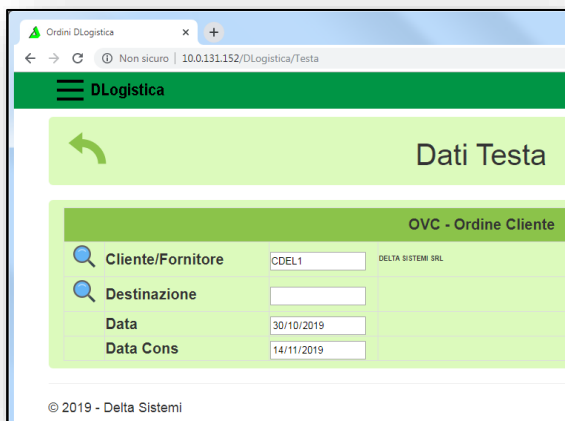 Ordini DLogistica
Non sicuro | 10.0.131.152/DLogistica/Testa
DLogistica
Dati Testa
OVC - Ordine Cliente
Cliente/Fornitore CDEL1 DELTA SISTEMI SRL
Destinazione
Data 30/10/2019
Data Cons 14/11/2019
© 2019 - Delta Sistemi